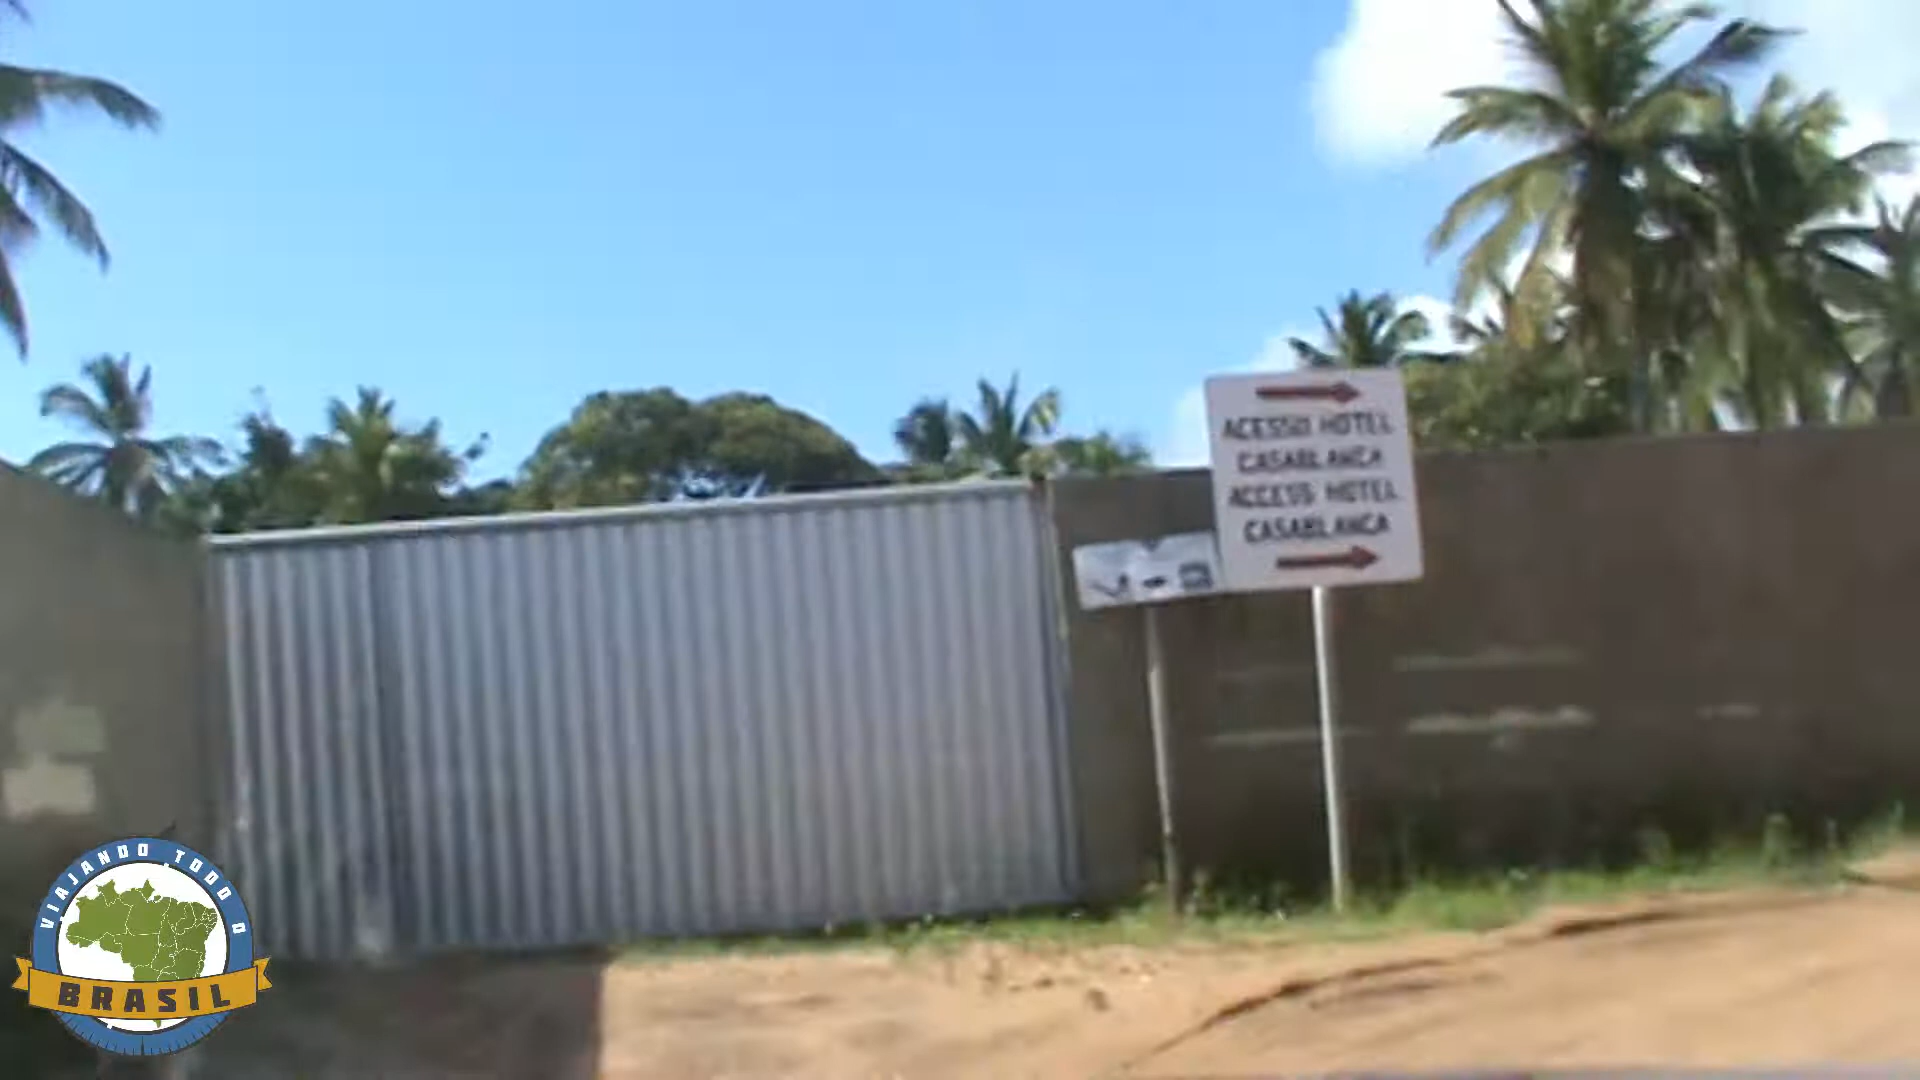 ACESSO HOTEL
CASABLANCA
ACCESS HOTEL
CASABLANCA
VIAJANDO TODO O
BRASIL